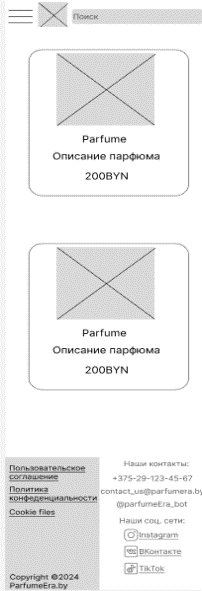 Поиск
Parfume
Описание парфюма
200BYN
Parfume
Описание парфюма
200BYN
Пользовательское
соглашение
Политика
конфеденциальности
Cookie files
Copyright ©2024
ParfumeEra.by
Наши контакты:
+375-29-123-45-67
contact_us@parfumera.by
@parfumeEra_bot
Наши соц. сети:
Instagram
ВКонтакте
TikTok